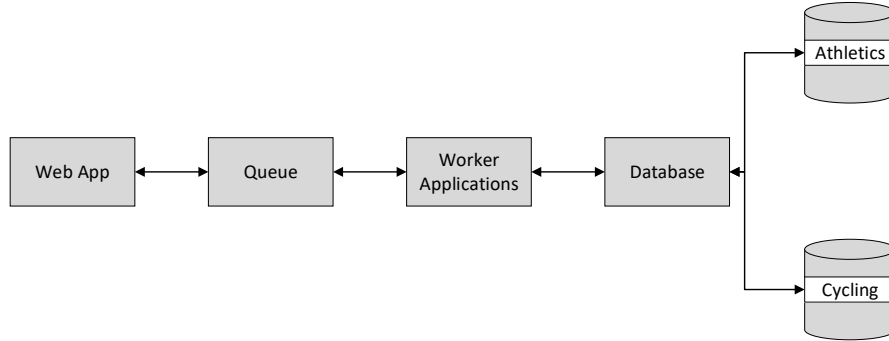 Athletics
Web App
Queue
Worker
Applications
Database
Cycling